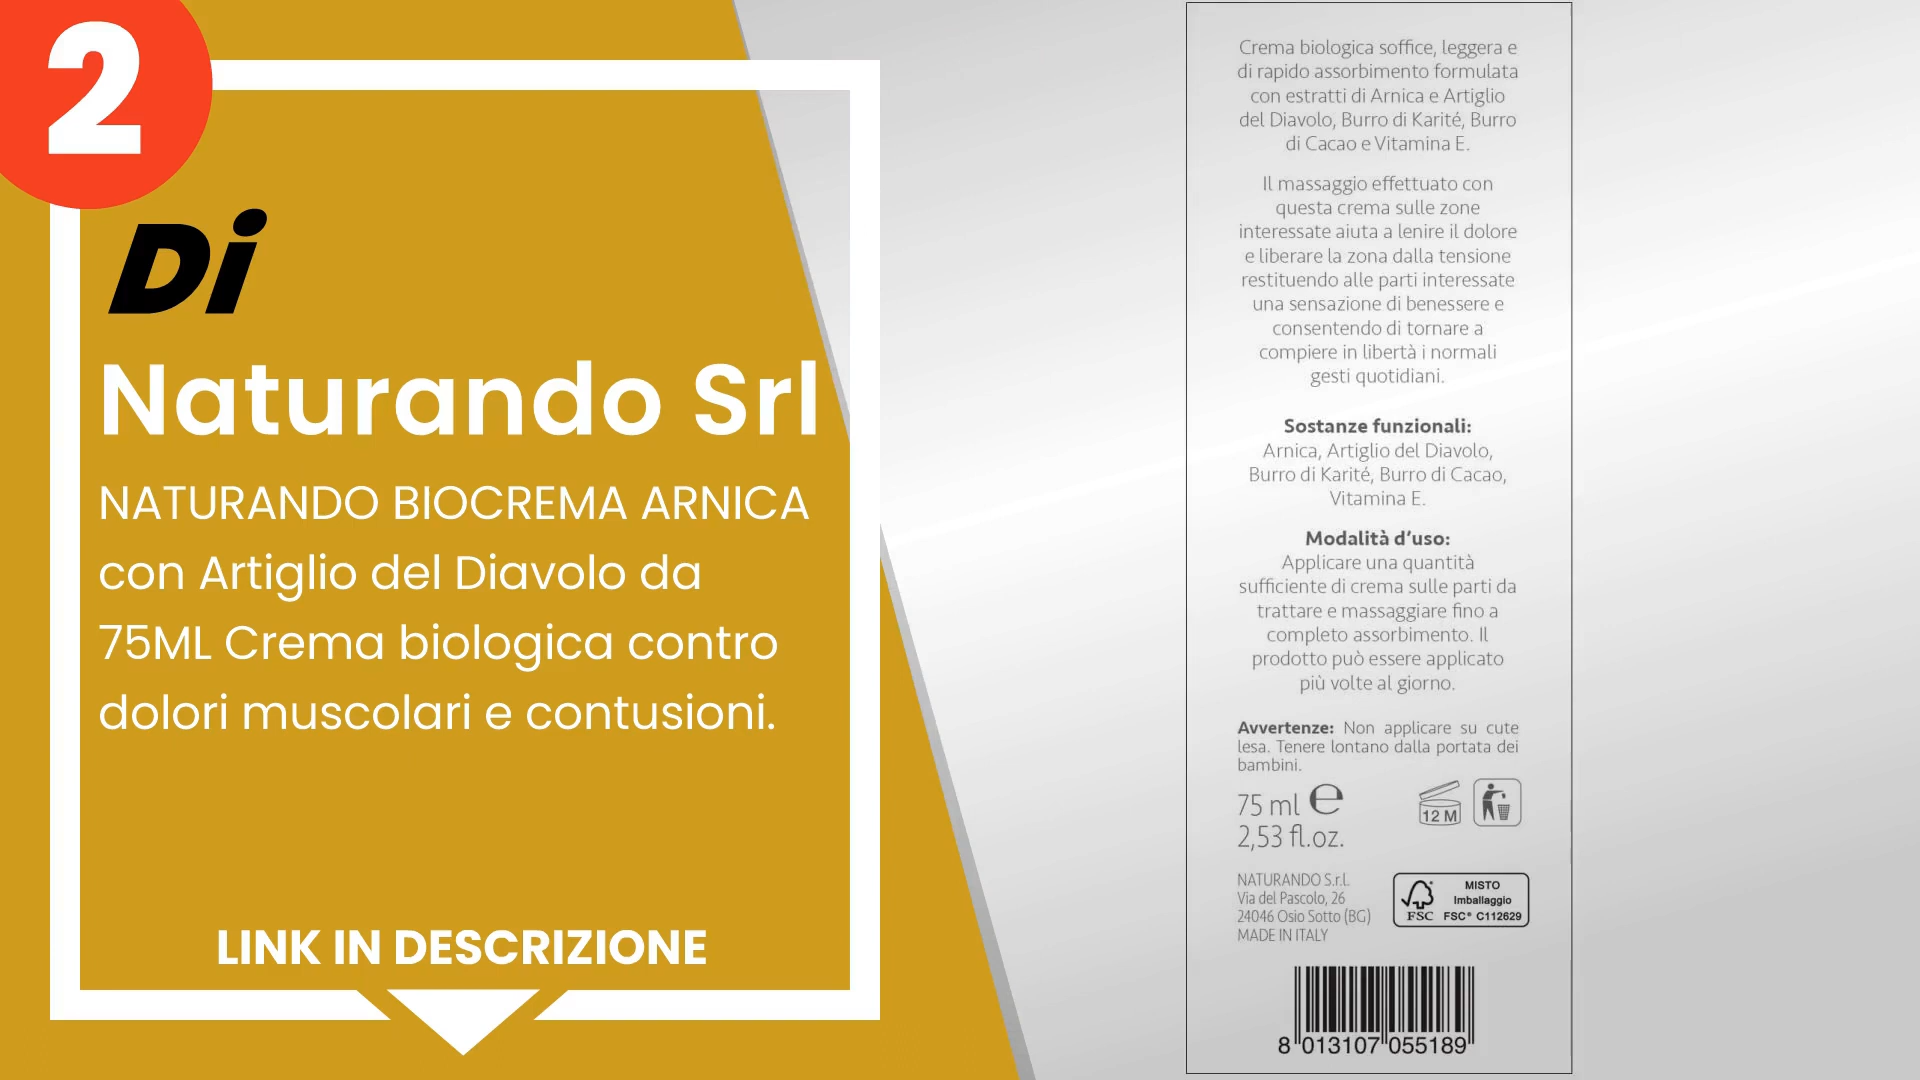 2
Di
Naturando Srl
NATURANDO BIOCREMA ARNICA
con Artiglio del Diavolo da
75ML Crema biologica contro
dolori muscolari e contusioni.
LINK IN DESCRIZIONE
Crema biologica soffice, leggera e
di rapido assorbimento formulata
con estratti di Arnica e Artiglio
del Diavolo, Burro di Karité, Burro
di Cacao e Vitamina E.
Il massaggio effettuato con
questa crema sulle zone
interessate aiuta a lenire il dolore
e liberare la zona dalla tensione
restituendo alle parti interessate
una sensazione di benessere e
consentendo di tornare a
compiere in libertà i normali
gesti quotidiani.
Sostanze funzionali:
Arnica, Artiglio del Diavolo,
Burro di Karité, Burro di Cacao,
Vitamina E.
Modalità d'uso:
Applicare una quantità
sufficiente di crema sulle parti da
trattare e massaggiare fino a
completo assorbimento. Il
prodotto può essere applicato
più volte al giorno.
Avvertenze: Non applicare su cute
lesa. Tenere lontano dalla portata dei
bambini.
75 ml ℮
2,53 fl.oz.
12 M
NATURANDO S.r.l.
Via del Pascolo, 26
24046 Osio Sotto (BG)
MADE IN ITALY
FSC
MISTO
Imballaggio
FSC® C112629
8 013107 055189